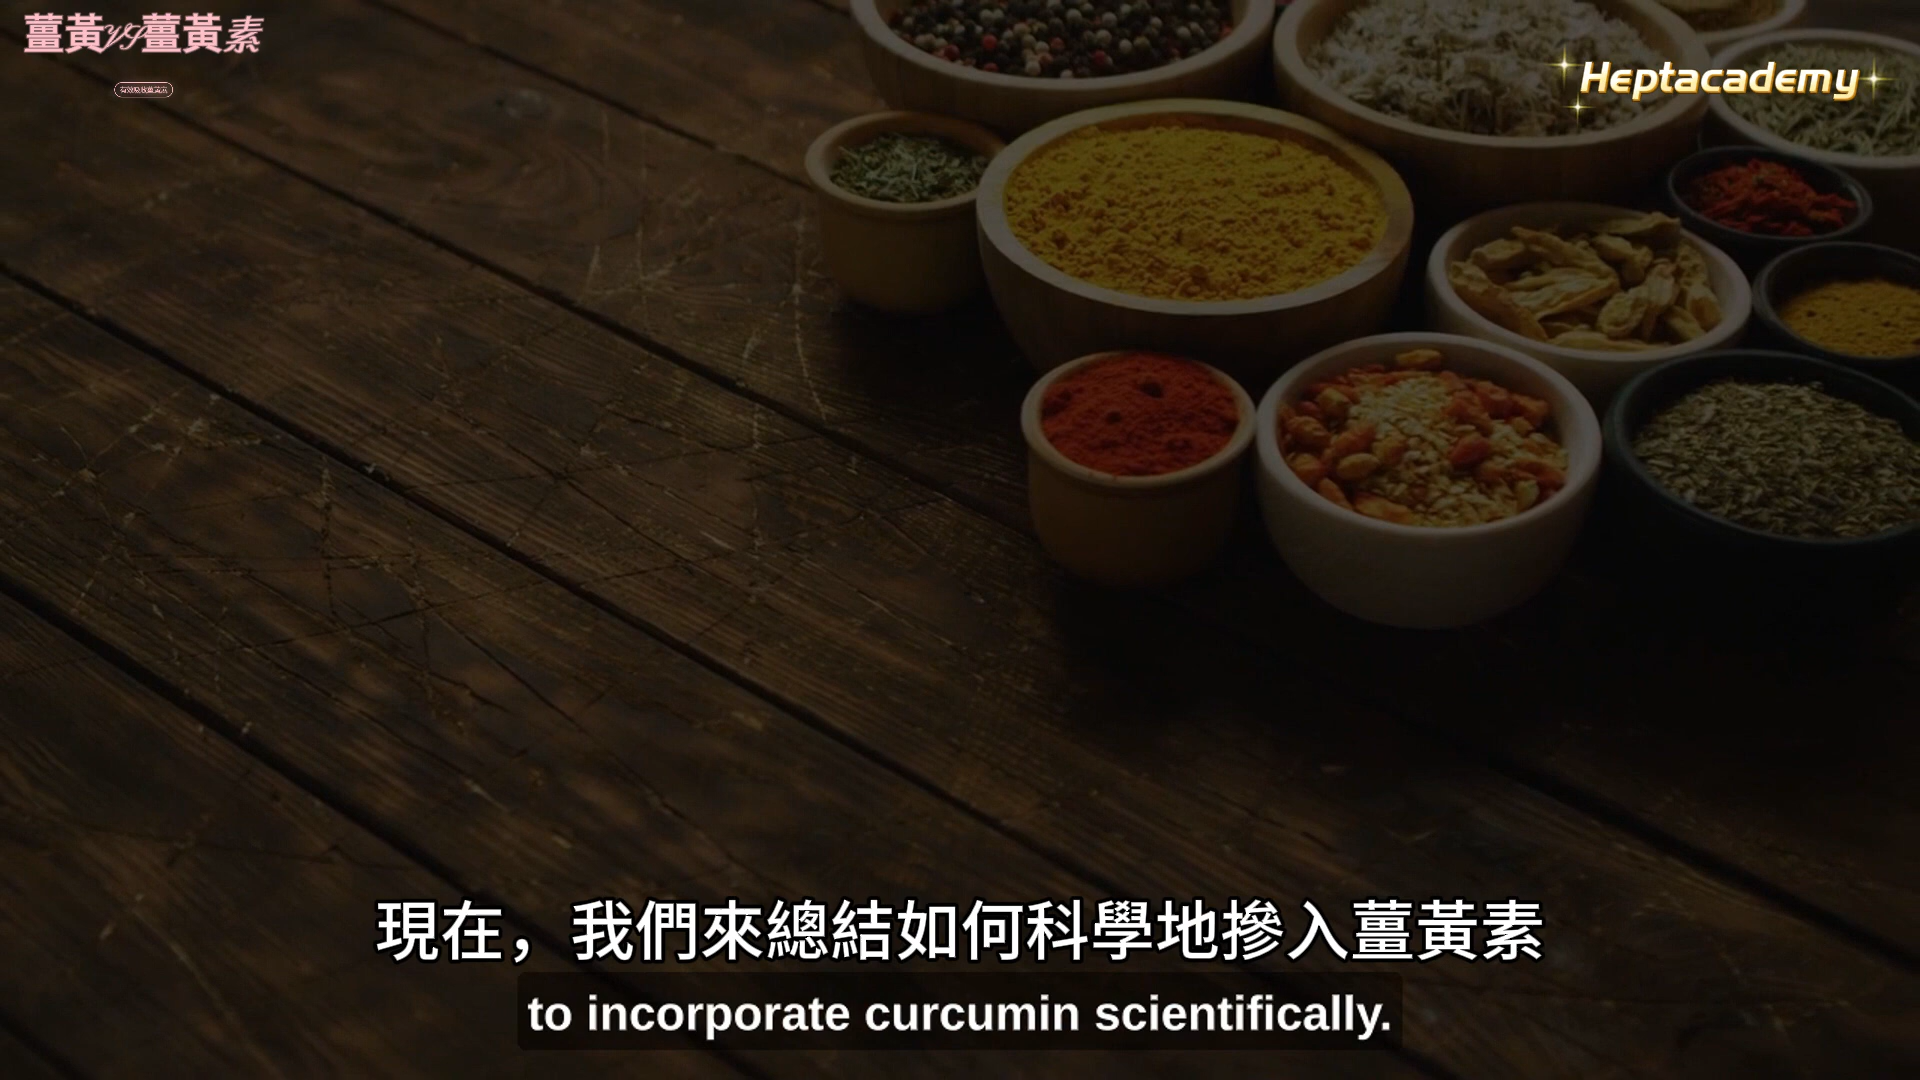 薑黃vs薑黃素
Heptacademy
現在，我們來總結如何科學地摻入薑黃素
to incorporate curcumin scientifically.